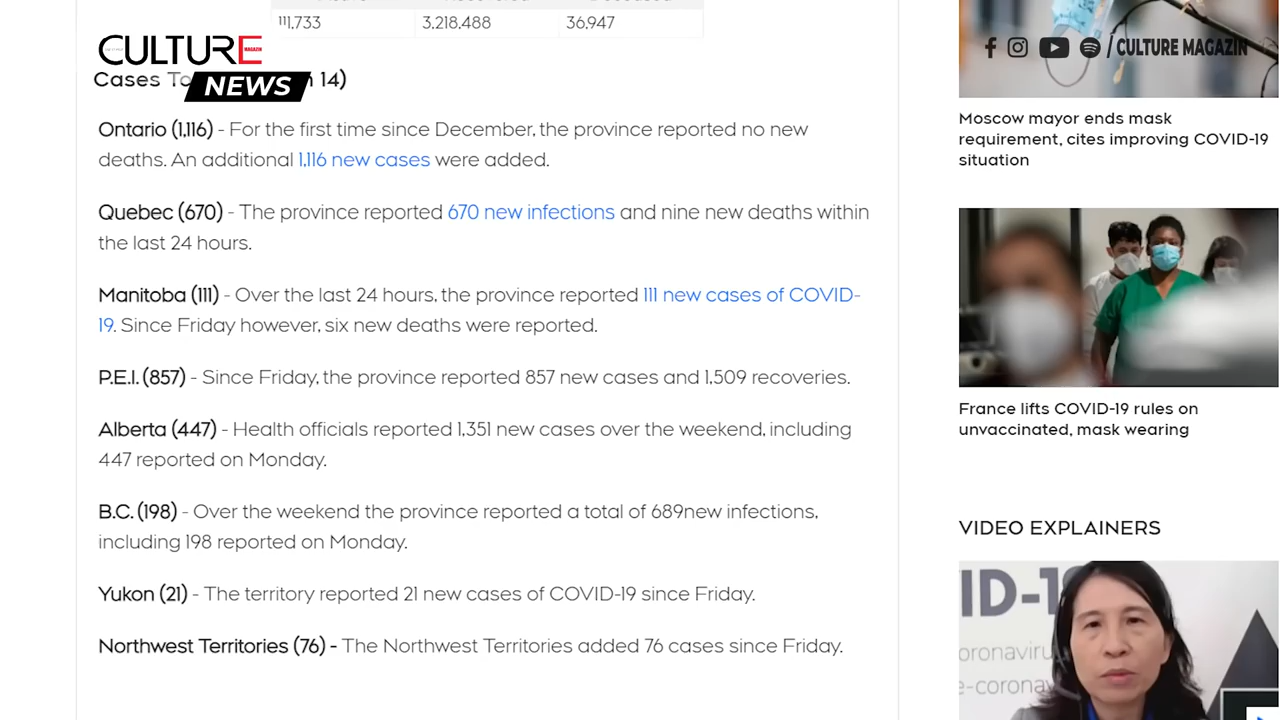 111,733 3,218,488 36,947
CULTURE
MAGAZIN
NEWS
Cases To 14)
Ontario (1,116) - For the first time since December, the province reported no new
deaths. An additional 1,116 new cases were added.
Quebec (670) - The province reported 670 new infections and nine new deaths within
the last 24 hours.
Manitoba (111) - Over the last 24 hours, the province reported 111 new cases of COVID-
19. Since Friday however, six new deaths were reported.
P.E.I. (857) - Since Friday, the province reported 857 new cases and 1,509 recoveries.
Alberta (447) - Health officials reported 1,351 new cases over the weekend, including
447 reported on Monday.
B.C. (198) - Over the weekend the province reported a total of 689new infections,
including 198 reported on Monday.
Yukon (21) - The territory reported 21 new cases of COVID-19 since Friday.
Northwest Territories (76) - The Northwest Territories added 76 cases since Friday.
/ CULTURE MAGAZIN
Moscow mayor ends mask
requirement, cites improving COVID-19
situation
France lifts COVID-19 rules on
unvaccinated, mask wearing
VIDEO EXPLAINERS